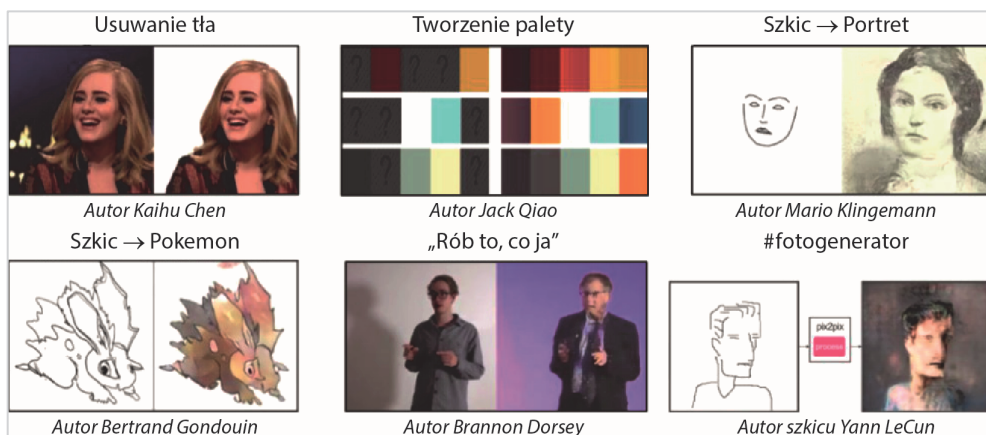 Usuwanie tła
Tworzenie palety
Szkic → Portret
? ? ?
? ? ?
? ?
Autor Kaihu Chen
Autor Jack Qiao
Autor Mario Klingemann
Szkic → Pokemon
„Rób to, co ja”
#fotogenerator
pix2pix
process
Autor Bertrand Gondouin
Autor Brannon Dorsey
Autor szkicu Yann LeCun